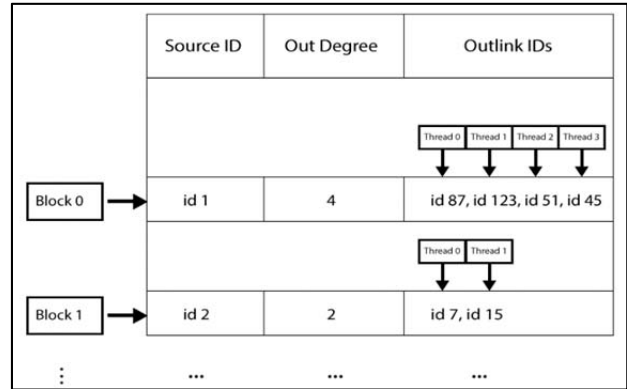 Source ID Out Degree Outlink IDs
Thread 0 Thread 1 Thread 2 Thread 3
Block 0 id 1 4 id 87, id 123, id 51, id 45
Thread 0 Thread 1
Block 1 id 2 2 id 7, id 15
⋮ ... ... ...